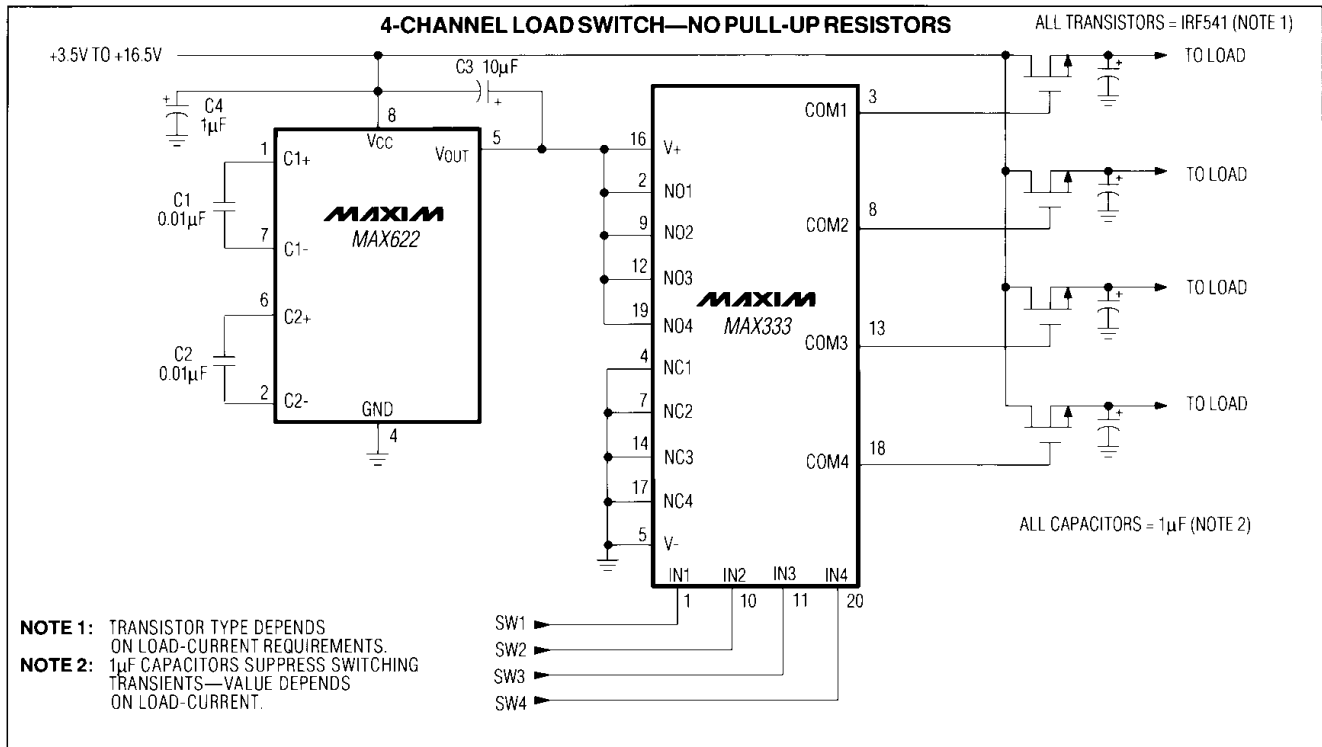 4-CHANNEL LOAD SWITCH—NO PULL-UP RESISTORS
ALL TRANSISTORS = IRF541 (NOTE 1)
+3.5V TO +16.5V
C3 10µF
+
C4
1µF
+
8
VCC
1
C1+
C1
0.01µF
7
C1-
6
C2+
C2
0.01µF
2
C2-
GND
4
5
VOUT
MAXIM
MAX622
16
V+
2
NO1
9
NO2
12
NO3
19
NO4
4
NC1
7
NC2
14
NC3
17
NC4
5
V-
MAXIM
MAX333
COM1
3
COM2
8
COM3
13
COM4
18
IN1
IN2
IN3
IN4
1
10
11
20
+
TO LOAD
+
TO LOAD
+
TO LOAD
+
TO LOAD
ALL CAPACITORS = 1µF (NOTE 2)
SW1
SW2
SW3
SW4
NOTE 1: TRANSISTOR TYPE DEPENDS
ON LOAD-CURRENT REQUIREMENTS.
NOTE 2: 1µF CAPACITORS SUPPRESS SWITCHING
TRANSIENTS—VALUE DEPENDS
ON LOAD-CURRENT.